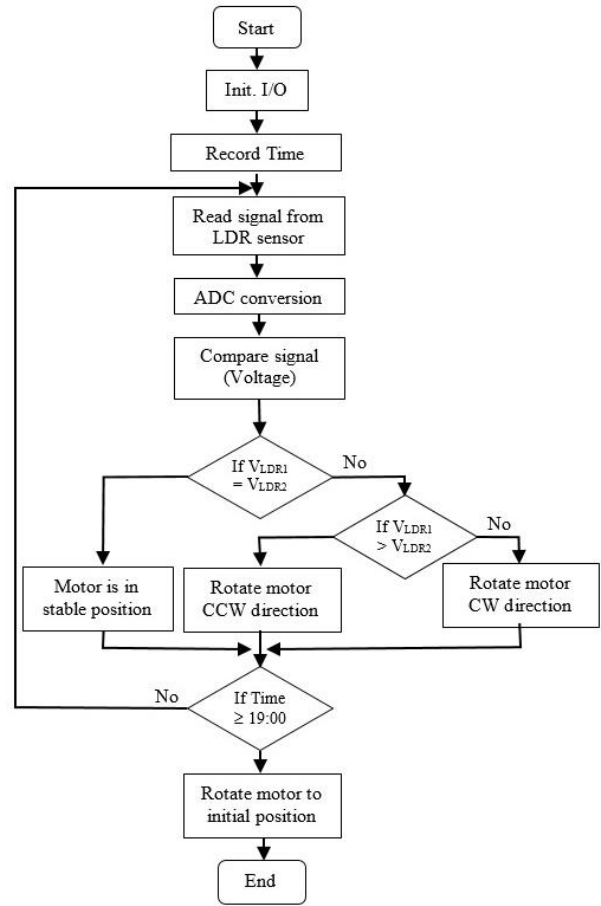 Start
Init. I/O
Record Time
Read signal from
LDR sensor
ADC conversion
Compare signal
(Voltage)
If VLDR1
= VLDR2
No
If VLDR1
> VLDR2
No
Motor is in
stable position
Rotate motor
CCW direction
Rotate motor
CW direction
If Time
≥ 19:00
No
Rotate motor to
initial position
End